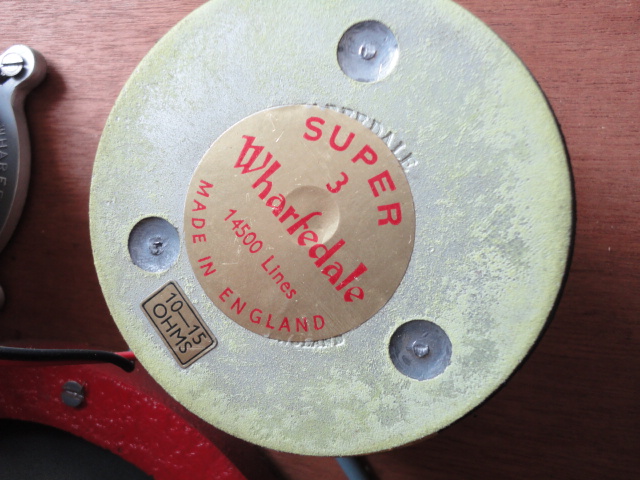 SUPER
3
Wharfedale
14500 Lines
MADE IN ENGLAND
10—15
OHMS